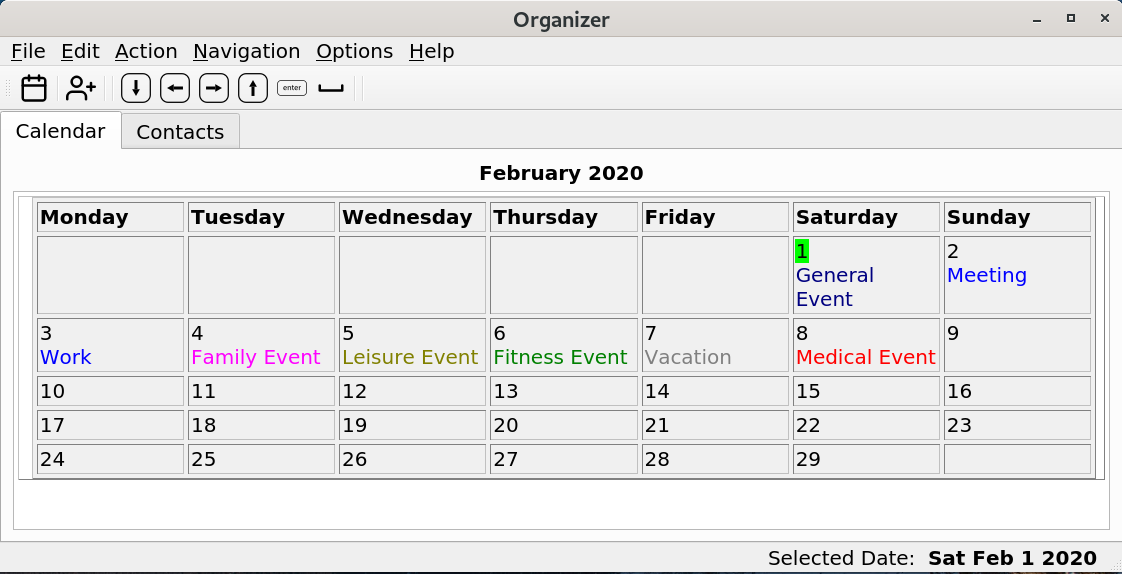 Organizer
File Edit Action Navigation Options Help
enter
Calendar Contacts
February 2020
Monday Tuesday Wednesday Thursday Friday Saturday Sunday
1 2
General Meeting
Event
3 4 5 6 7 8 9
Work Family Event Leisure Event Fitness Event Vacation Medical Event
10 11 12 13 14 15 16
17 18 19 20 21 22 23
24 25 26 27 28 29
Selected Date: Sat Feb 1 2020